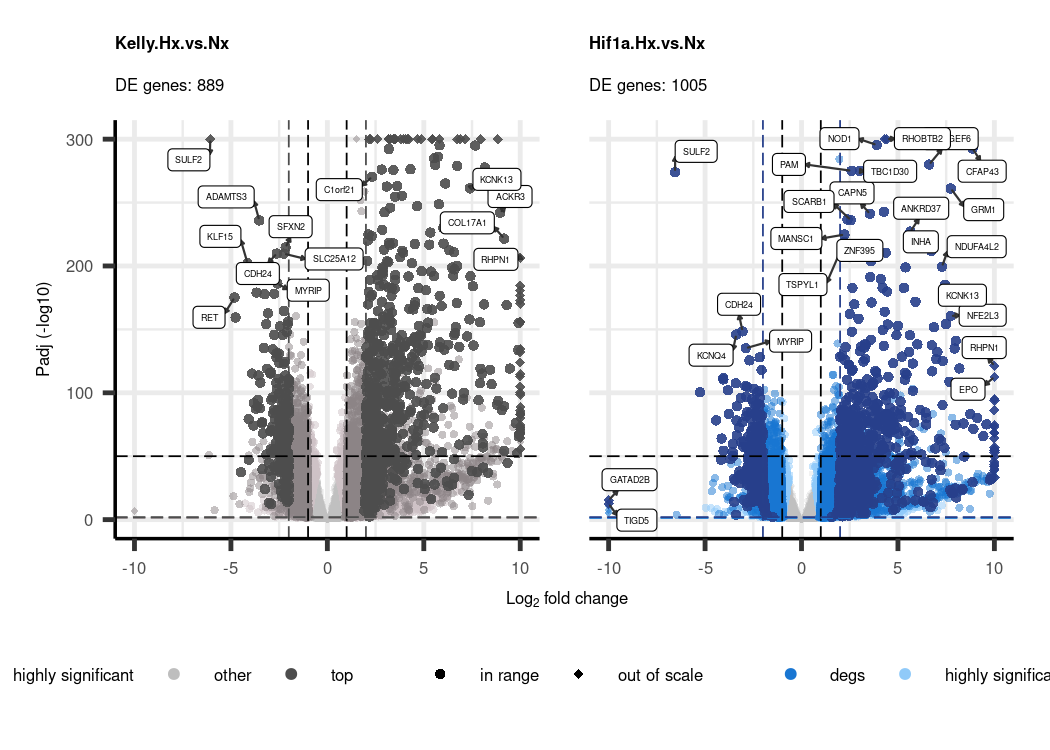 Kelly.Hx.vs.Nx
DE genes: 889
Hif1a.Hx.vs.Nx
DE genes: 1005
Padj (-log10)
300
200
100
0
SULF2
ADAMTS3
KLF15
SFXN2
CDH24
SLC25A12
MYRIP
RET
C1orf21
KCNK13
ACKR3
COL17A1
RHPN1
-10
-5
0
5
10
SULF2
NOD1
RHOBTB2
GEF6
PAM
TBC1D30
CFAP43
CAPN5
SCARB1
ANKRD37
GRM1
MANSC1
ZNF395
INHA
NDUFA4L2
TSPYL1
CDH24
KCNK13
NFE2L3
KCNQ4
MYRIP
RHPN1
EPO
GATAD2B
TIGD5
-10
-5
0
5
10
Log2 fold change
highly significant
other
top
in range
out of scale
degs
highly significa